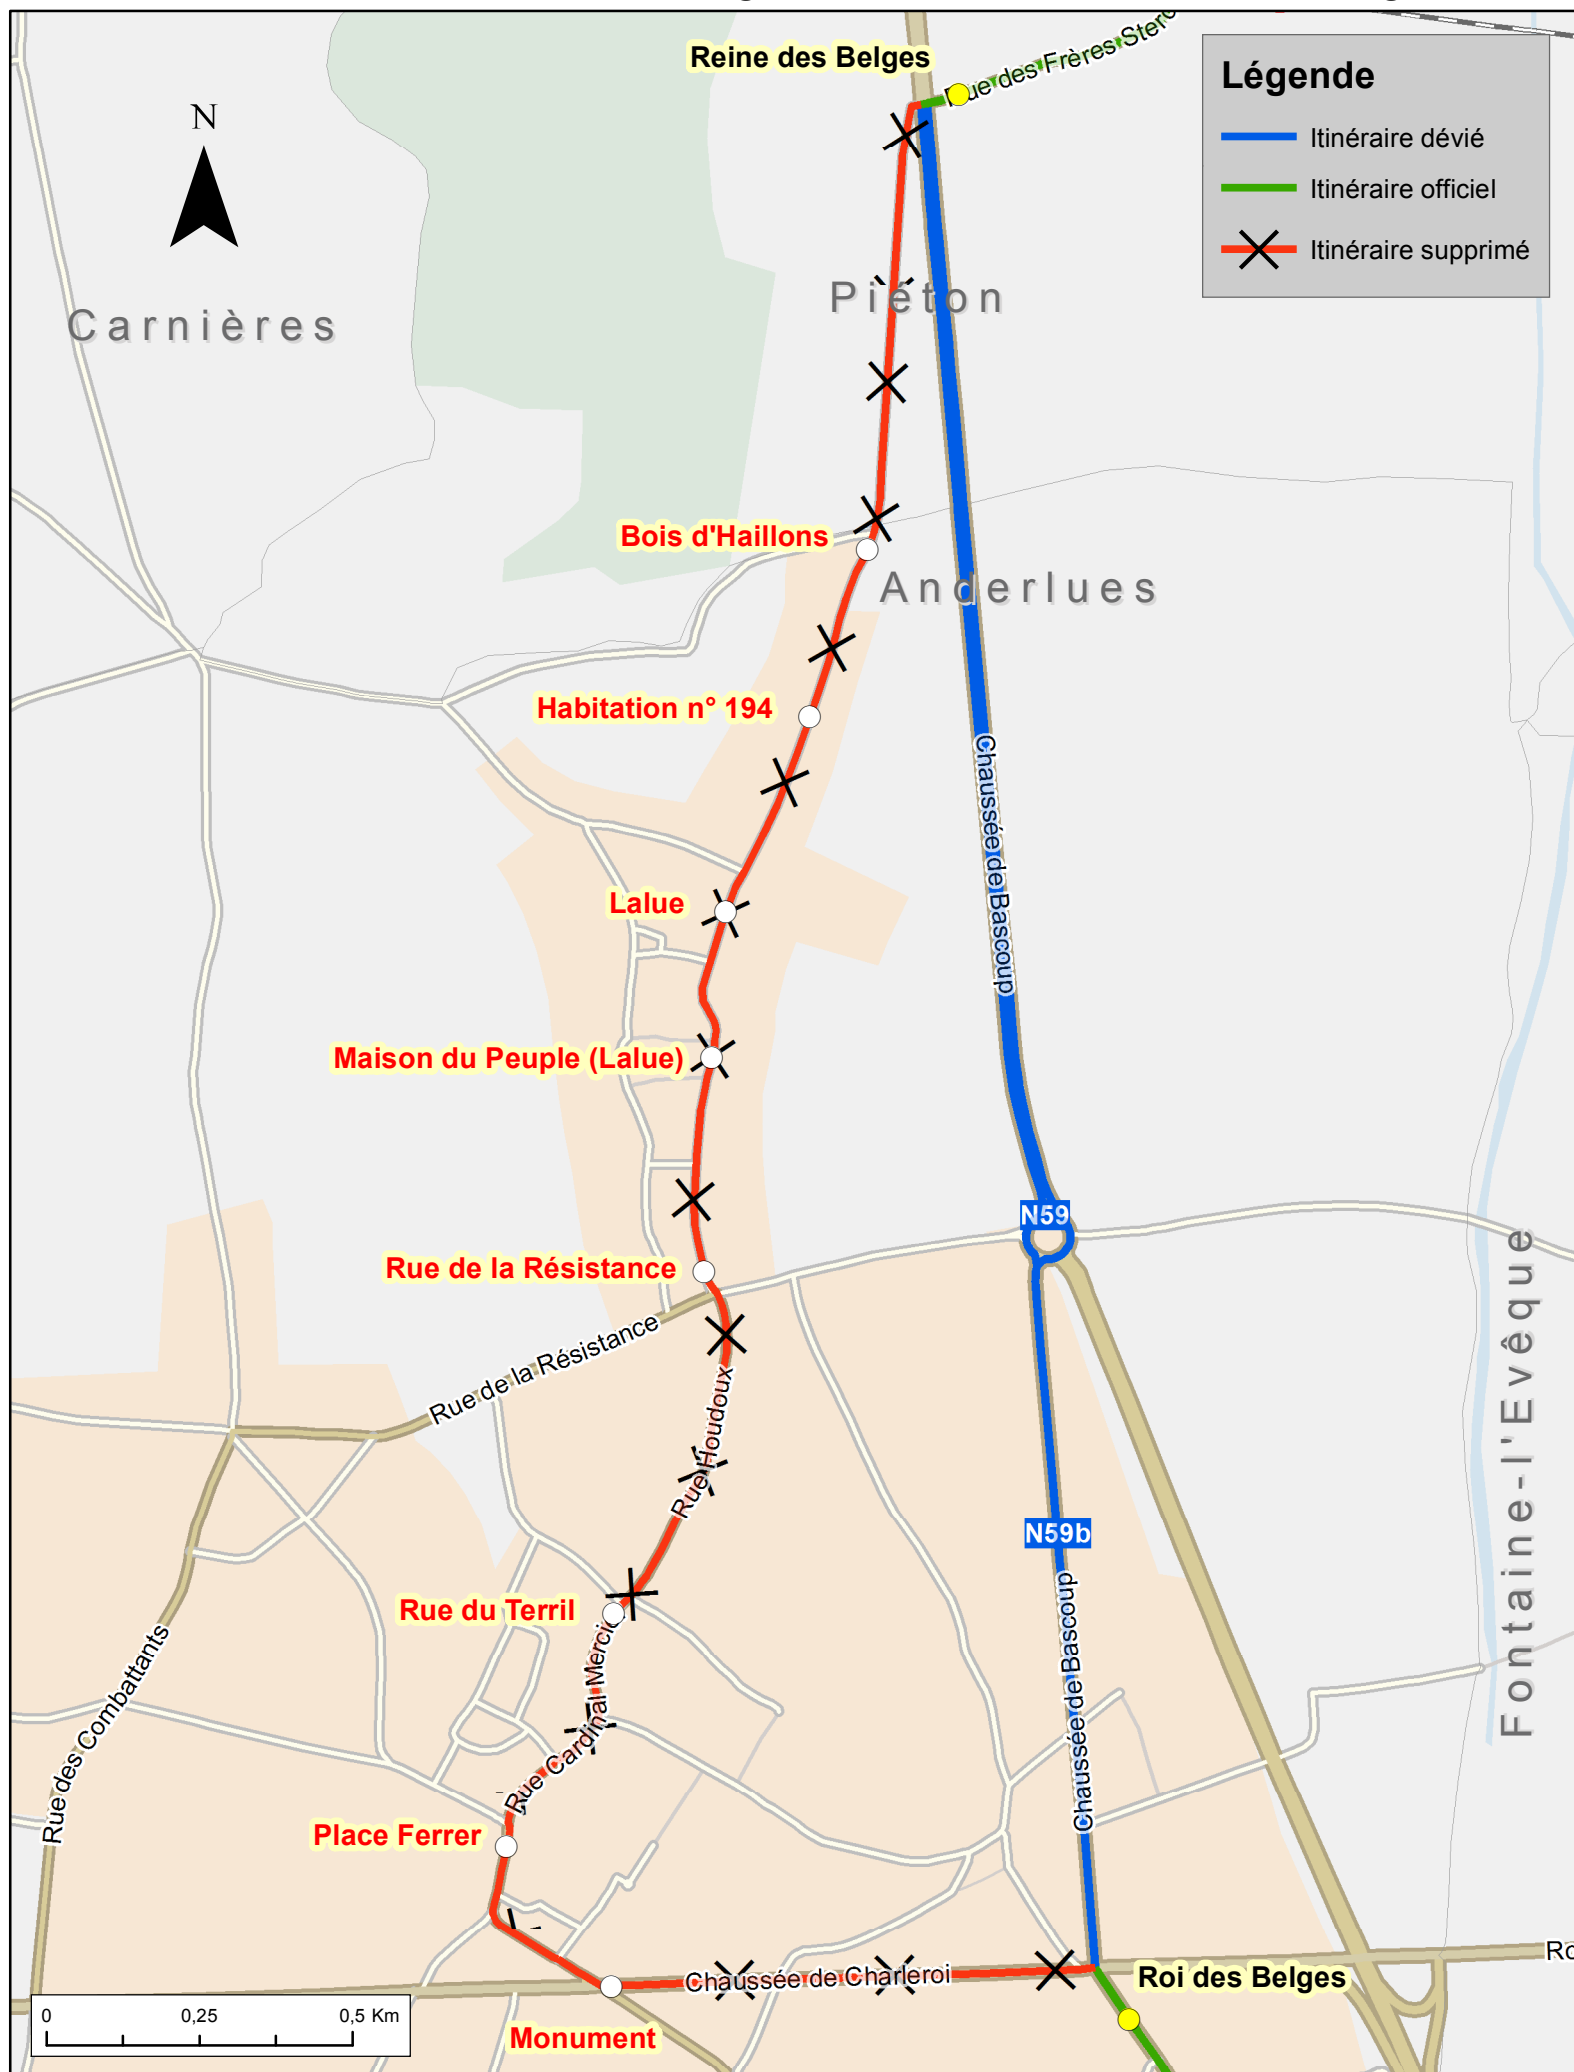 Reine des Belges
Rue des Frères Sterc
Légende
Itinéraire dévié
Itinéraire officiel
Itinéraire supprimé
N
Carnières
Piéton
Bois d'Haillons
Anderlues
Habitation n° 194
Chaussée de Bascoup
Lalue
Maison du Peuple (Lalue)
N59
Rue de la Résistance
Rue de la Résistance
Fontaine-l'Evêque
Rue Houdoux
N59b
Rue du Terril
Chaussée de Bascoup
Rue Cardinal Mercier
Rue des Combattants
Place Ferrer
Chaussée de Charleroi
Ro
Roi des Belges
0 0,25 0,5 Km
Monument